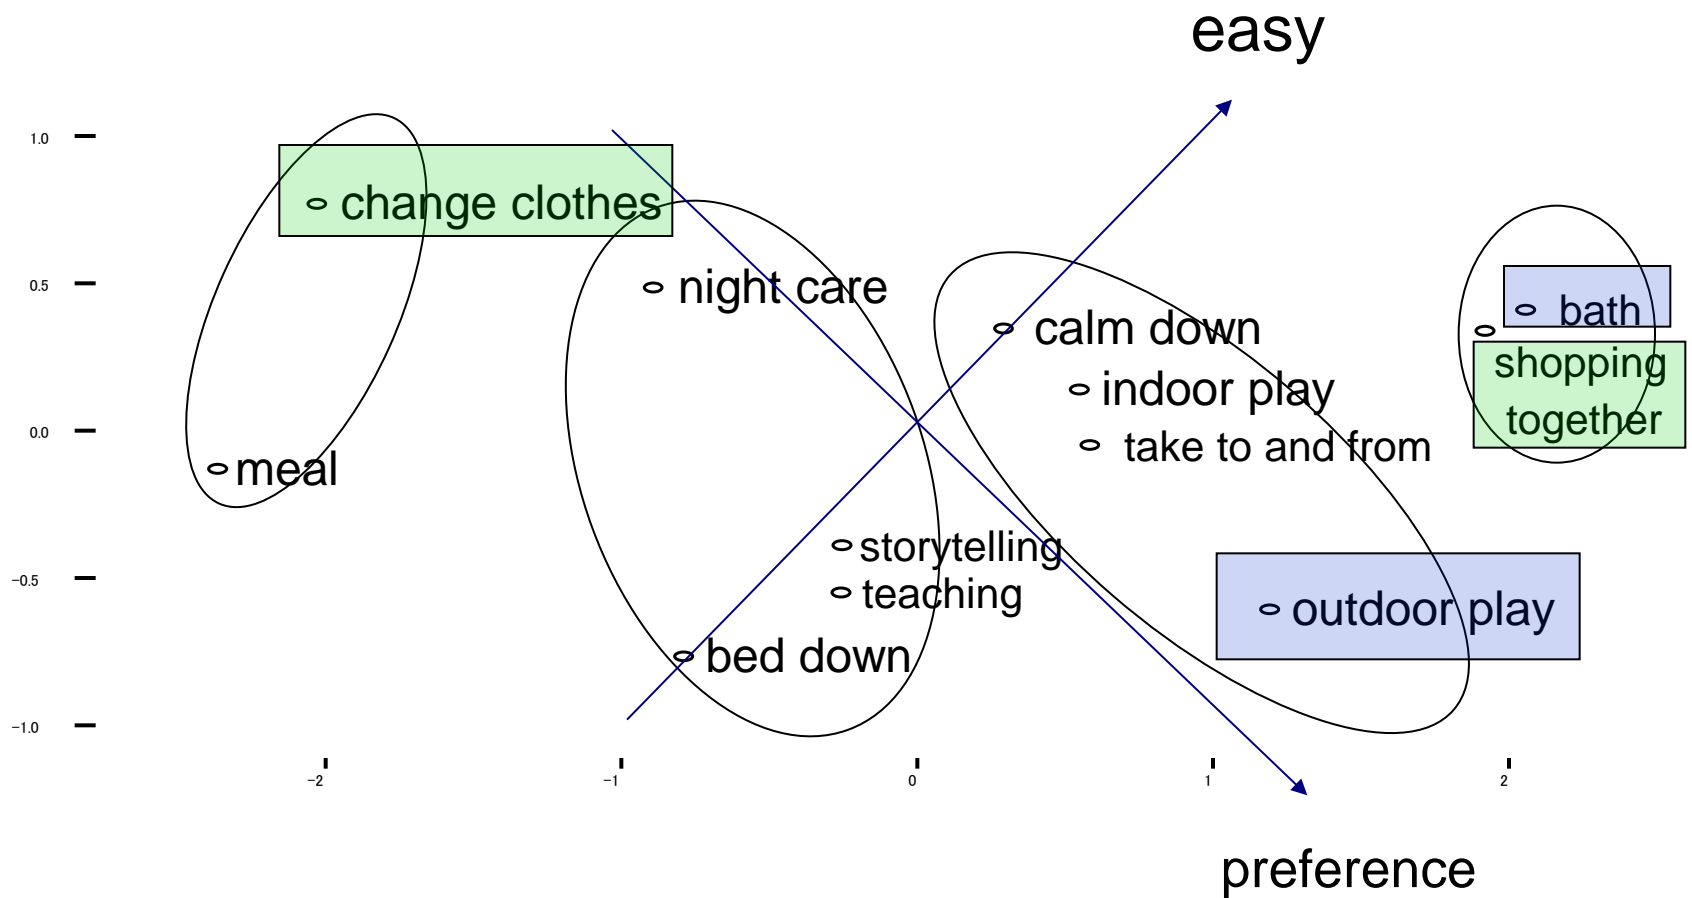 easy
1.0
change clothes
0.5
night care
bath
calm down
shopping
together
indoor play
0.0
take to and from
meal
storytelling
−0.5
teaching
outdoor play
bed down
−1.0
−2
−1
0
1
2
preference